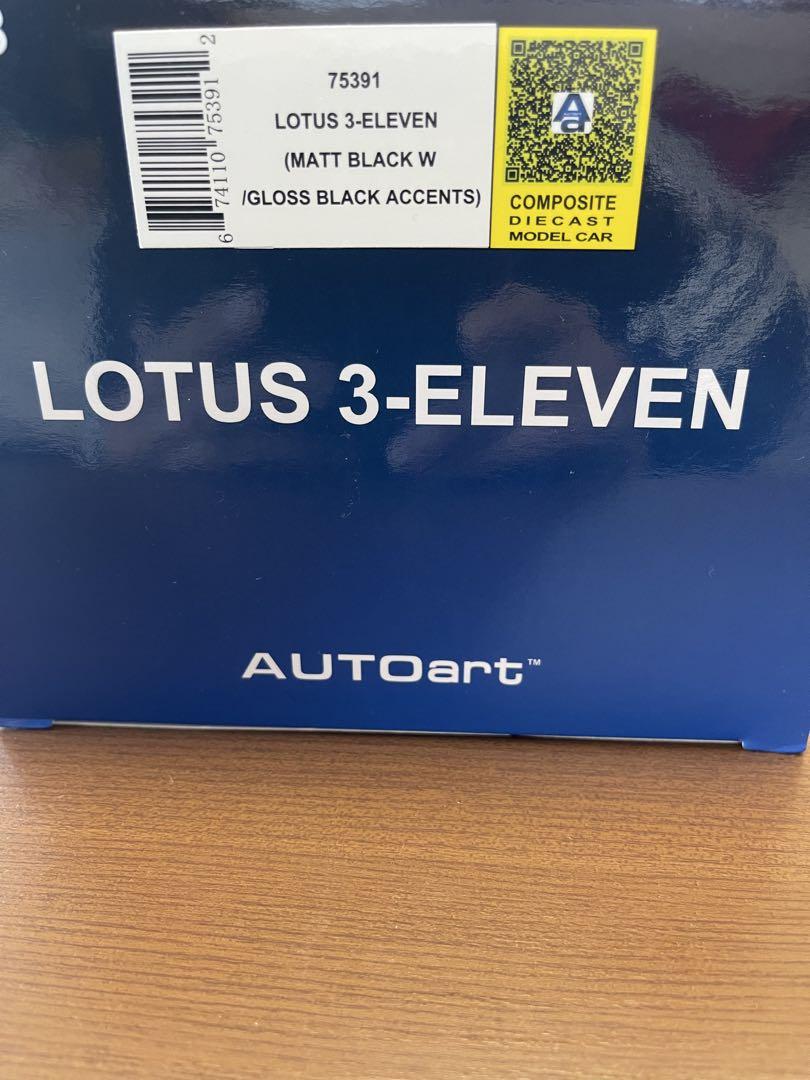 75391
LOTUS 3-ELEVEN
(MATT BLACK W
/GLOSS BLACK ACCENTS)
6 74110 75391 2
COMPOSITE
DIECAST
MODEL CAR
LOTUS 3-ELEVEN
AUTOart™